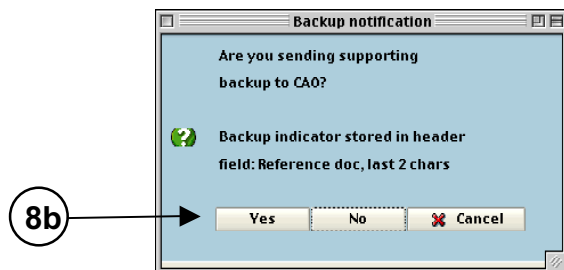 Backup notification
Are you sending supporting
backup to CAO?
Backup indicator stored in header
field: Reference doc, last 2 chars
8b
Yes No Cancel